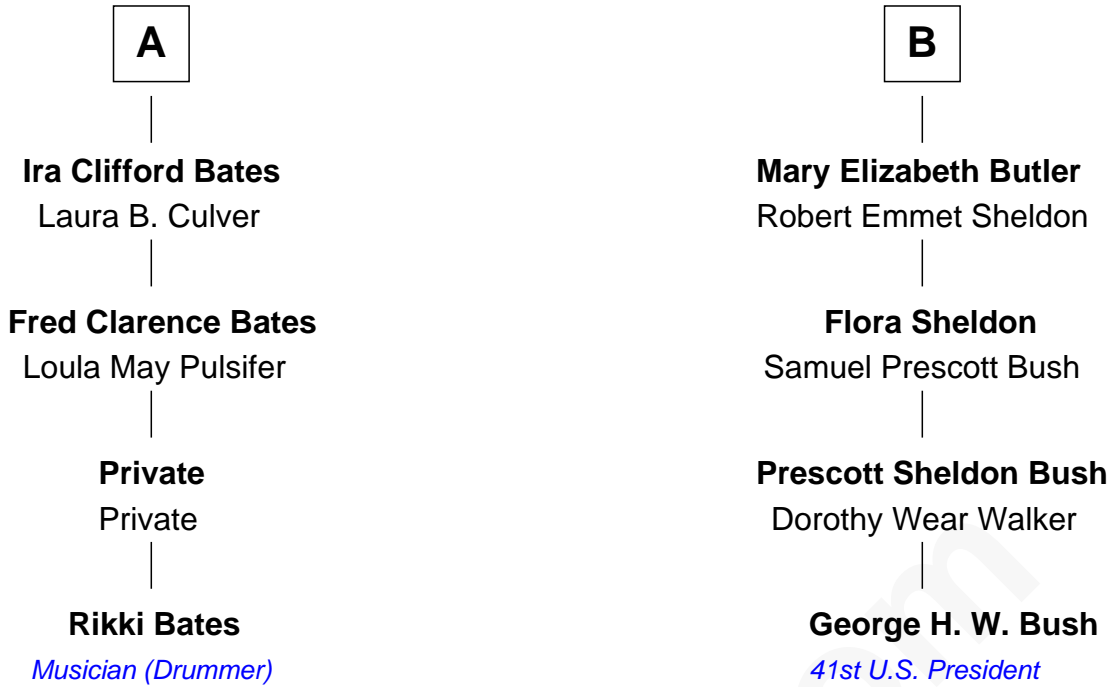 A
Ira Clifford Bates
Laura B. Culver
Fred Clarence Bates
Loula May Pulsifer
Private
Private
Rikki Bates
Musician (Drummer)
B
Mary Elizabeth Butler
Robert Emmet Sheldon
Flora Sheldon
Samuel Prescott Bush
Prescott Sheldon Bush
Dorothy Wear Walker
George H. W. Bush
41st U.S. President